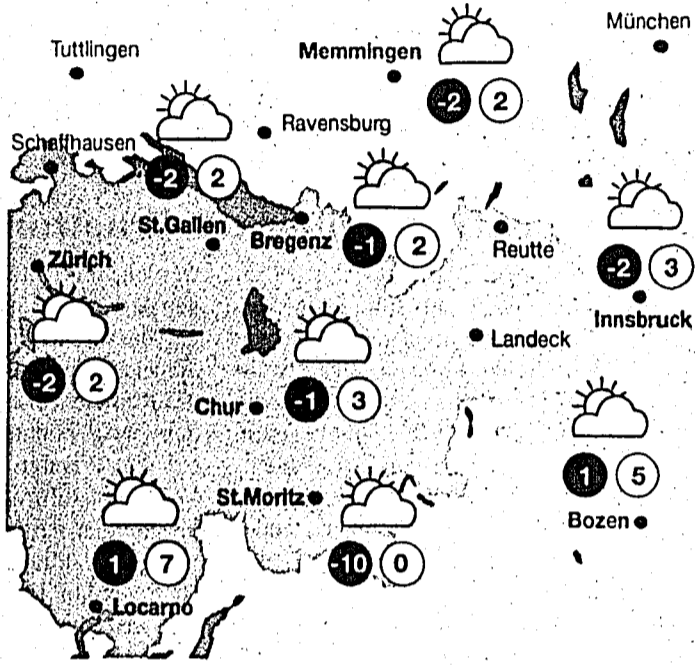 München
Tuttlingen
Memmingen
-2 2
Ravensburg
Schaffhausen
-2 2
St.Gallen
Bregenz
-1 2
Reutte
Zürich
-2 3
Innsbruck
Landeck
-2 2
Chur
-1 3
1 5
Bozen
St.Moritz
1 7
-10 0
Locarno